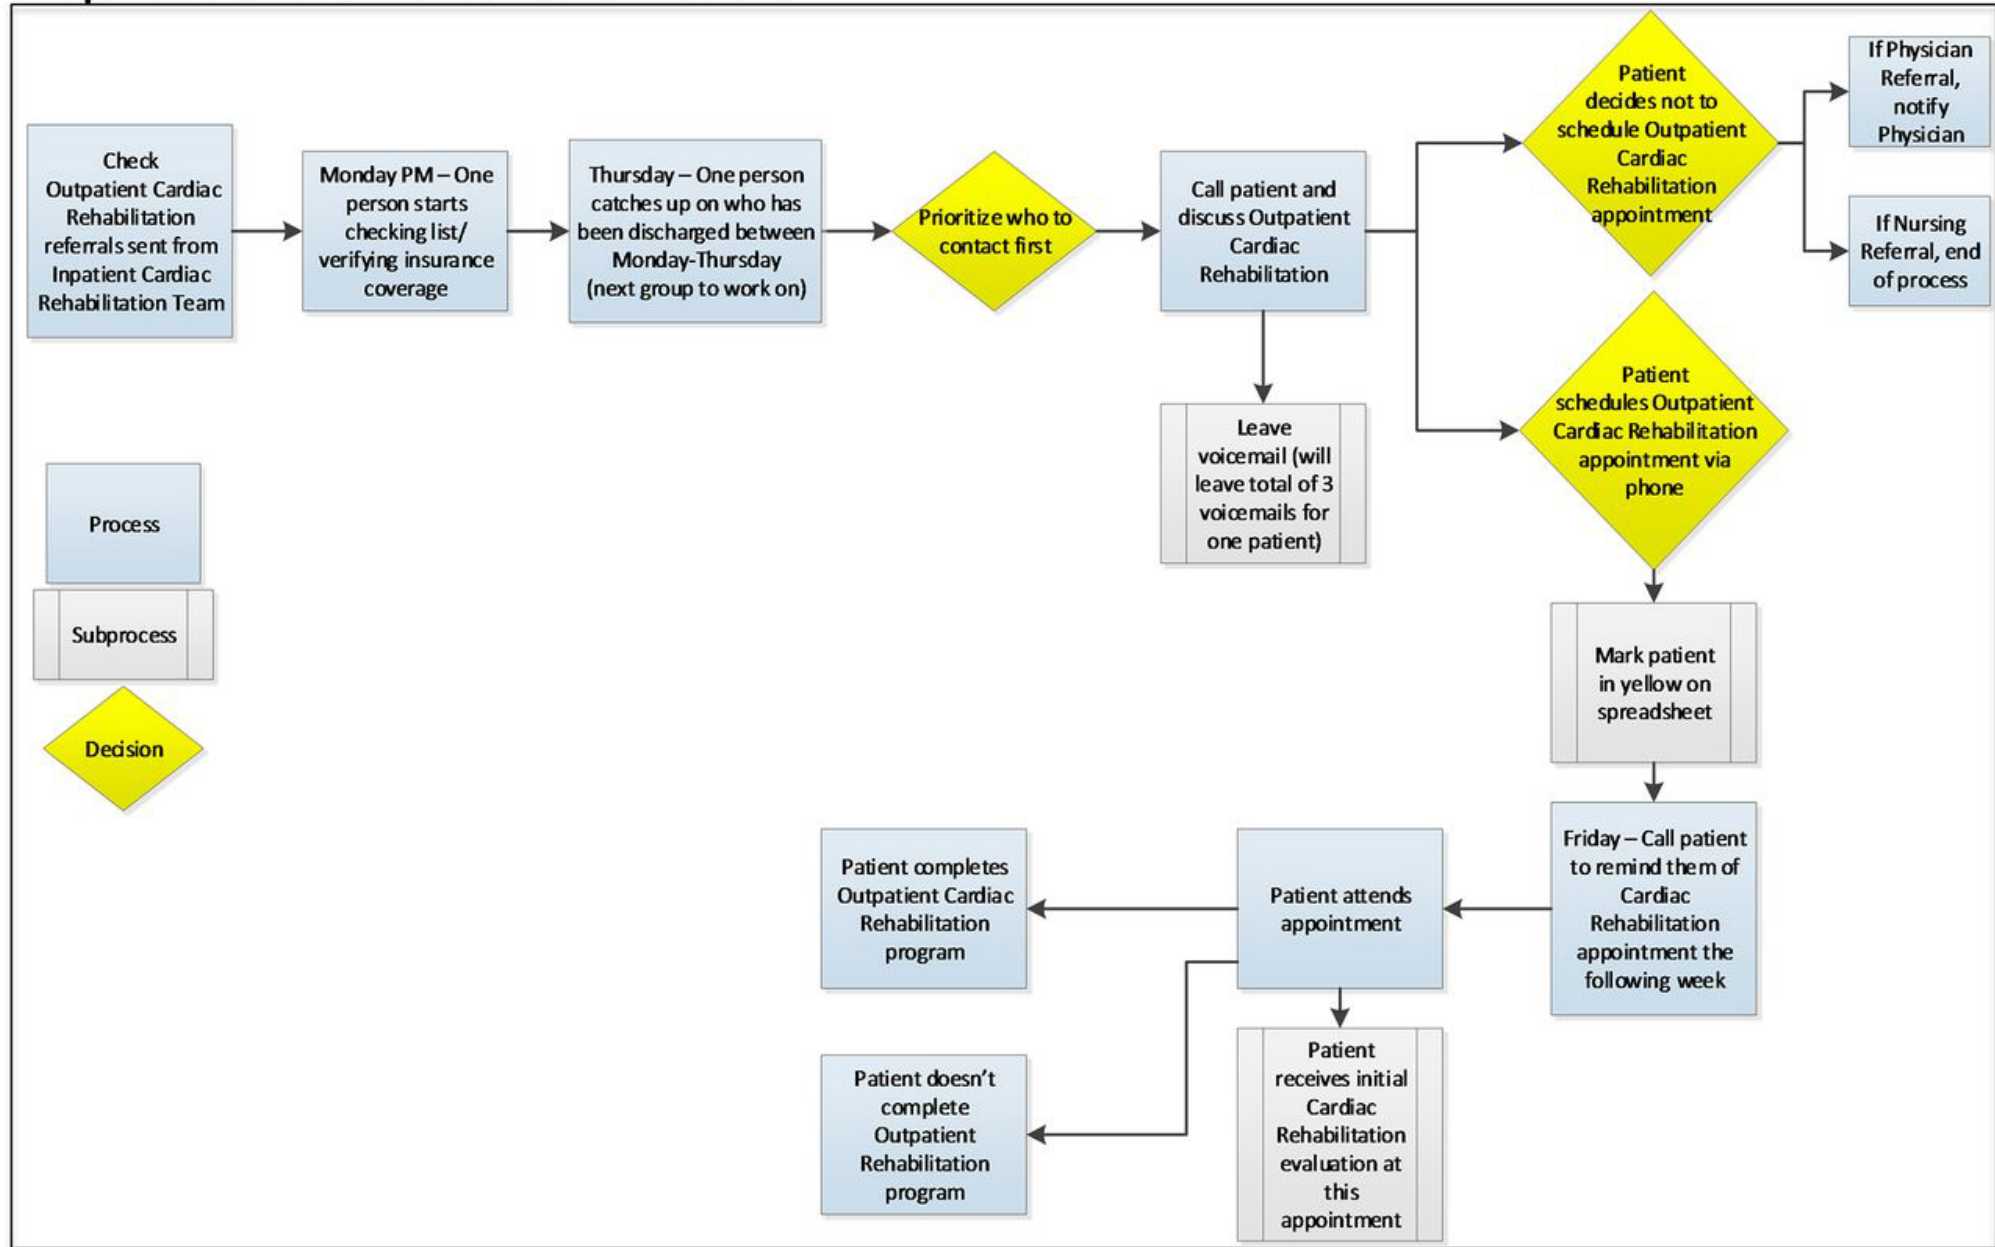 Check
Outpatient Cardiac
Rehabilitation
referrals sent from
Inpatient Cardiac
Rehabilitation Team
Monday PM – One
person starts
checking list/
verifying insurance
coverage
Thursday – One person
catches up on who has
been discharged between
Monday-Thursday
(next group to work on)
Prioritize who to
contact first
Call patient and
discuss Outpatient
Cardiac
Rehabilitation
Leave
voicemail (will
leave total of 3
voicemails for
one patient)
Patient
decides not to
schedule Outpatient
Cardiac
Rehabilitation
appointment
If Physician
Referral,
notify
Physician
If Nursing
Referral, end
of process
Patient
schedules Outpatient
Cardiac Rehabilitation
appointment via
phone
Mark patient
in yellow on
spreadsheet
Friday – Call patient
to remind them of
Cardiac
Rehabilitation
appointment the
following week
Patient attends
appointment
Patient
receives initial
Cardiac
Rehabilitation
evaluation at
this
appointment
Patient completes
Outpatient Cardiac
Rehabilitation
program
Patient doesn't
complete
Outpatient
Rehabilitation
program
Process
Subprocess
Decision